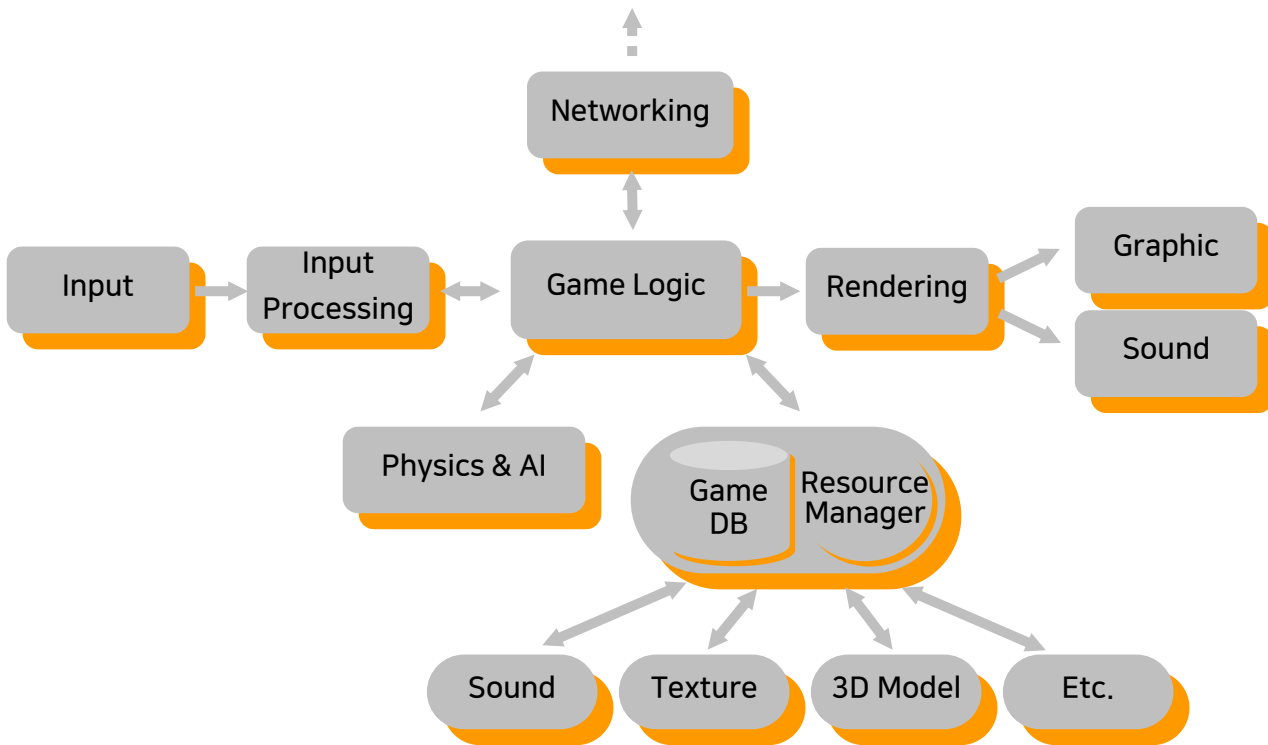 Networking
Input
Input
Processing
Game Logic
Rendering
Graphic
Sound
Physics & AI
Game
DB
Resource
Manager
Sound
Texture
3D Model
Etc.